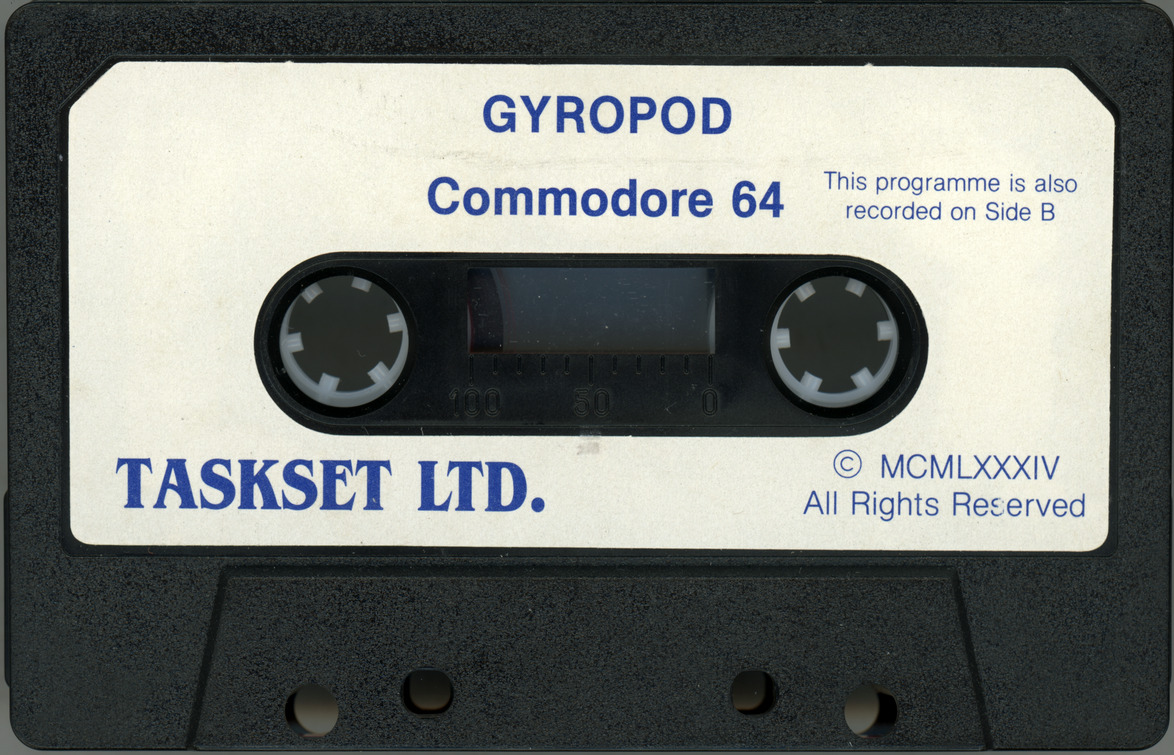 GYROPOD
Commodore 64
This programme is also
recorded on Side B
100 50 0
TASKSET LTD.
© MCMLXXXIV
All Rights Reserved